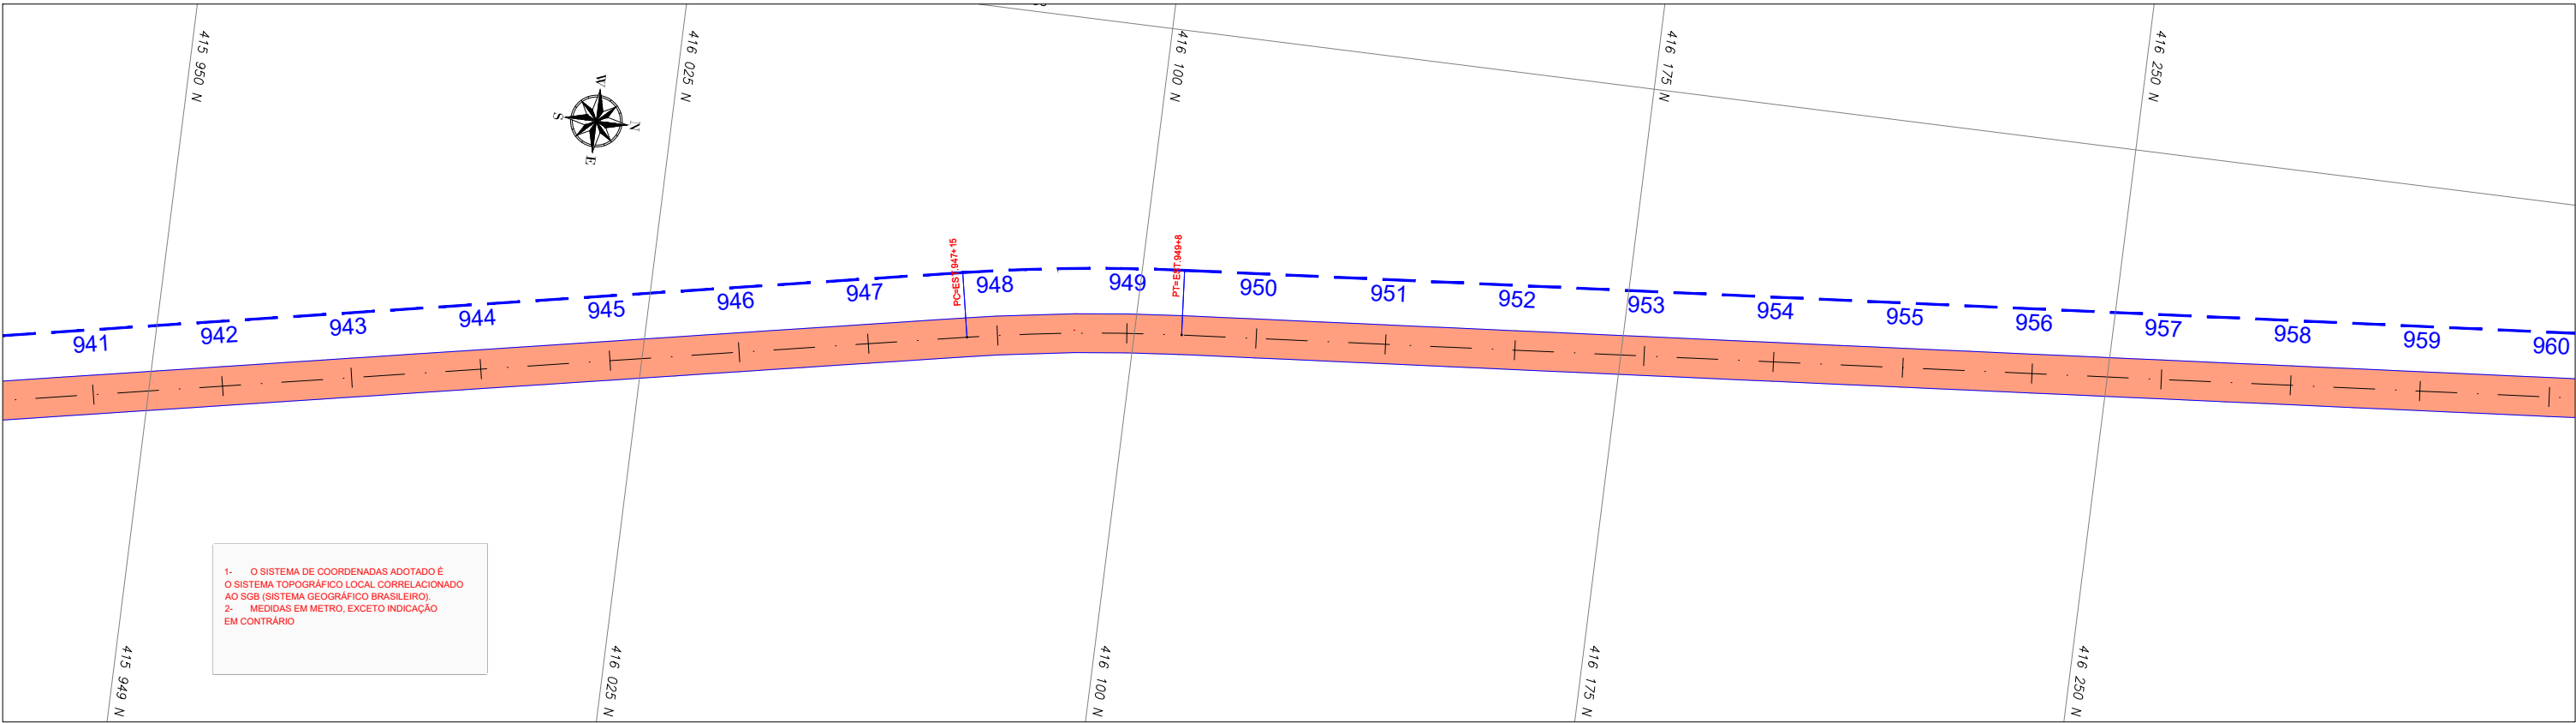 415 950 N
416 025 N
416 100 N
416 175 N
416 250 N
W
S
N
E
PC=EST.947+15
PT=EST.949+8
941
942
943
944
945
946
947
948
949
950
951
952
953
954
955
956
957
958
959
960
1- O SISTEMA DE COORDENADAS ADOTADO É
O SISTEMA TOPOGRÁFICO LOCAL CORRELACIONADO
AO SGB (SISTEMA GEOGRÁFICO BRASILEIRO).
2- MEDIDAS EM METRO, EXCETO INDICAÇÃO
EM CONTRÁRIO
415 949 N
416 025 N
416 100 N
416 175 N
416 250 N